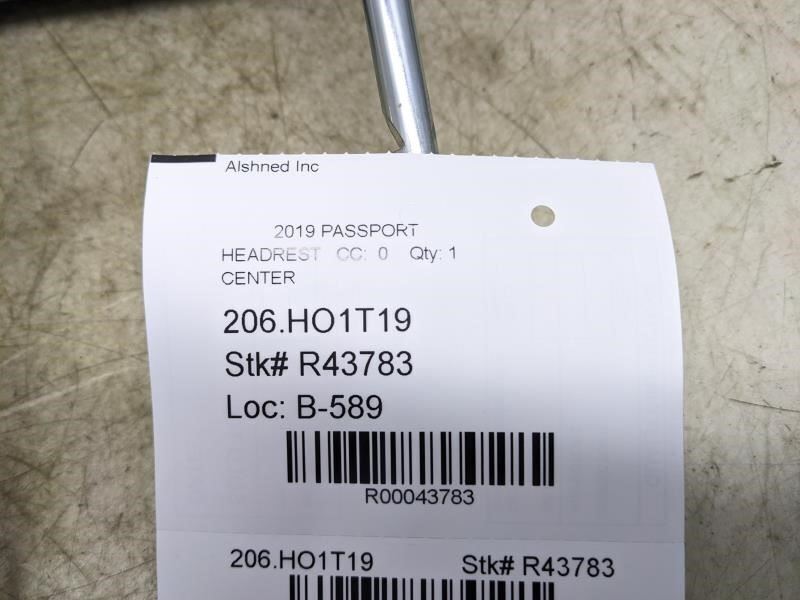 Alshned Inc
2019 PASSPORT
HEADREST CC: 0 Qty: 1
CENTER
206.HO1T19
Stk# R43783
Loc: B-589
R00043783
206.HO1T19 Stk# R43783